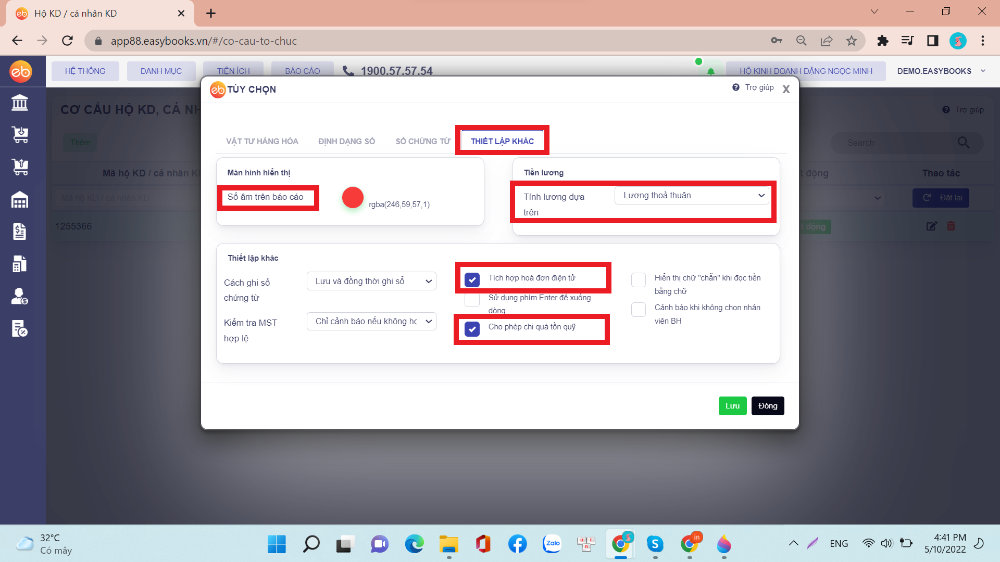 Hộ KD / cá nhân KD
app88.easybooks.vn/#/co-cau-to-chuc
eb
HỆ THỐNG
DANH MỤC
TIỆN ÍCH
BÁO CÁO
1900.57.57.54
HỘ KINH DOANH ĐẶNG NGỌC MINH
DEMO.EASYBOOKS
eb TÙY CHỌN
Trợ giúp
X
CƠ CẤU HỘ KD, CÁ NH
Trợ giúp
Thêm
Search
VẬT TƯ HÀNG HÓA
ĐỊNH DẠNG SỐ
SỐ CHỨNG TỪ
THIẾT LẬP KHÁC
Mã hộ KD / cá nhân K
t động
Thao tác
Mã hộ KD / cá nhân KD
Đặt lại
1255366
t động
Màn hình hiển thị
Số âm trên báo cáo
rgba(246,59,57,1)
Tiền lương
Tính lương dựa
trên
Lương thoả thuận
Thiết lập khác
Cách ghi sổ
chứng từ
Lưu và đồng thời ghi sổ
Kiểm tra MST
hợp lệ
Chỉ cảnh báo nếu không hợ
Tích hợp hoá đơn điện tử
Sử dụng phím Enter để xuống
dòng
Cho phép chi quá tồn quỹ
Hiển thị chữ "chẵn" khi đọc tiền
bằng chữ
Cảnh báo khi không chọn nhân
viên BH
Lưu
Đóng
32°C
Có mây
Zalo
u
n
in
ENG
4:41 PM
5/10/2022